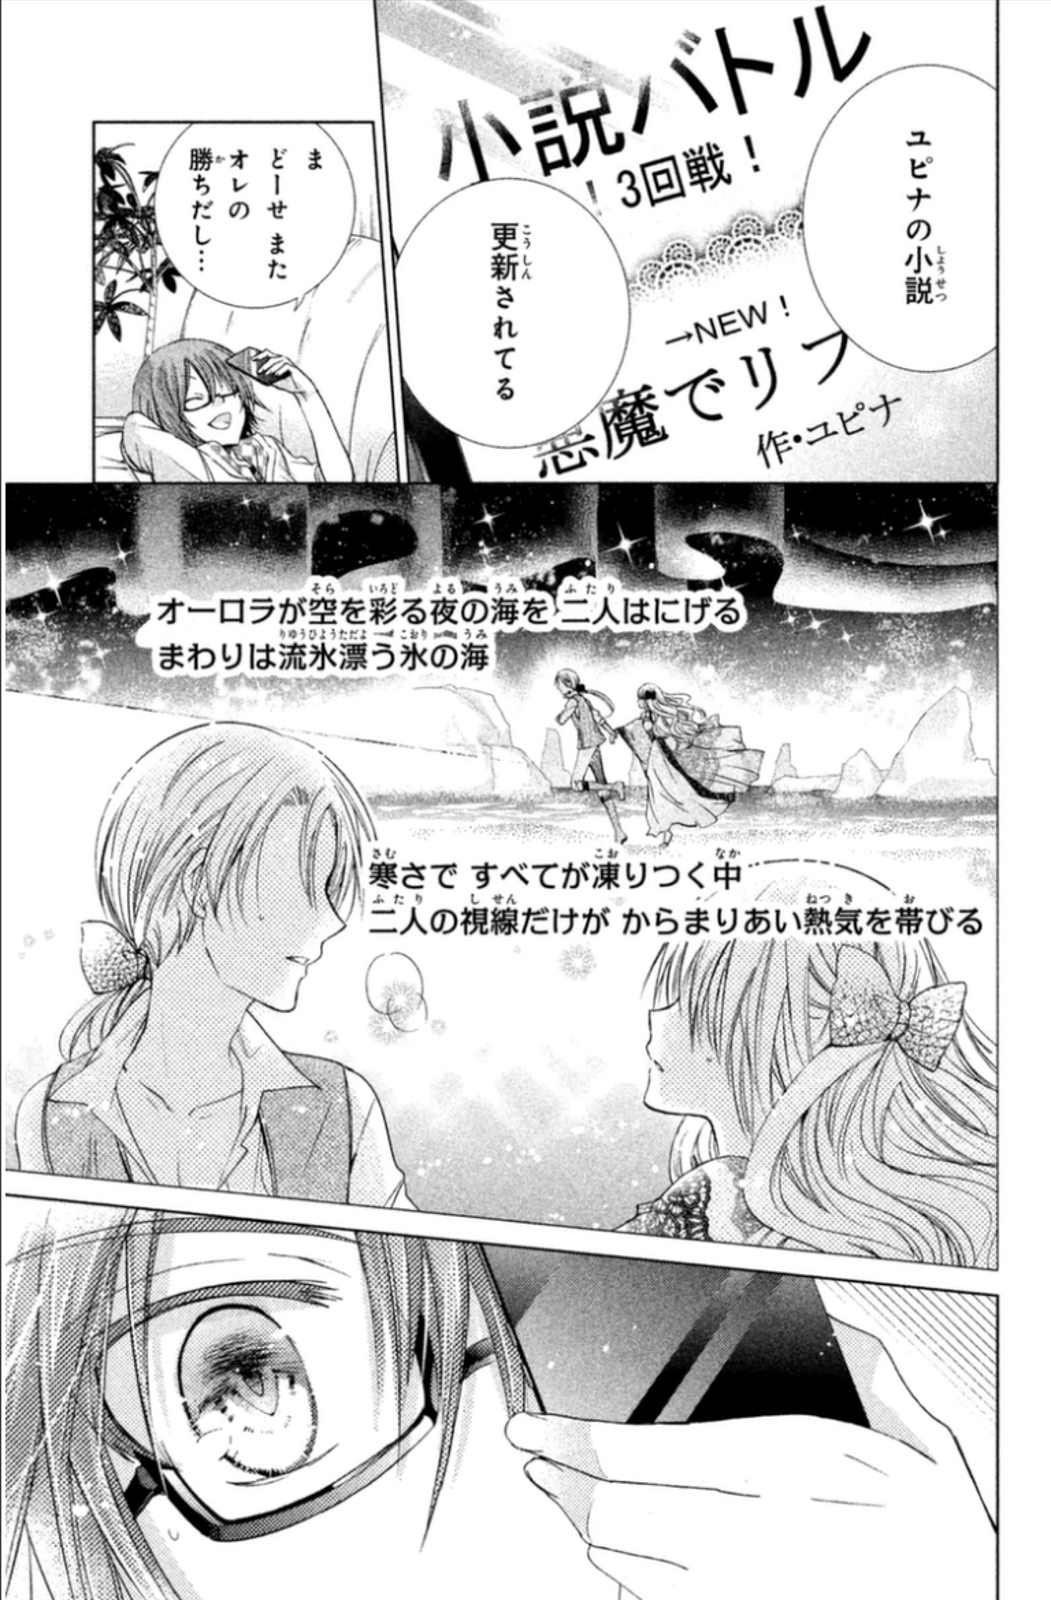 小説バトル
！3回戦！
→NEW！
悪魔でリフ
作・ユピナ
ユピナの小説
更新されてる
ま
どーせ また
オレの
勝ちだし…
オーロラが空を彩る夜の海を 二人はにげる
まわりは流氷漂う氷の海
寒さで すべてが凍りつく中
二人の視線だけが からまりあい熱気を帯びる